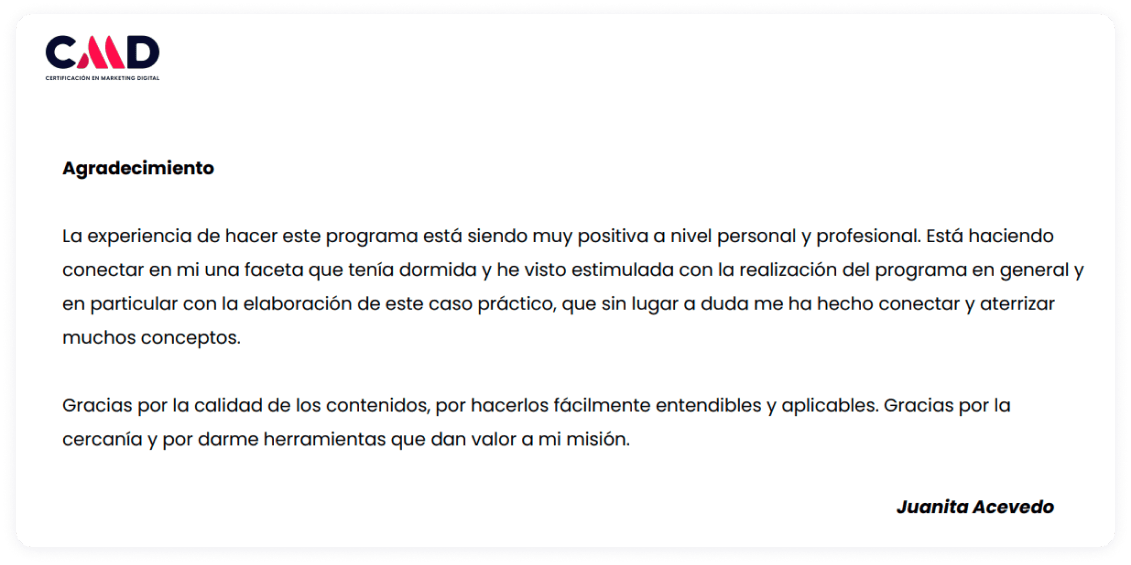 CMD
CERTIFICACIÓN EN MARKETING DIGITAL
Agradecimiento
La experiencia de hacer este programa está siendo muy positiva a nivel personal y profesional. Está haciendo
conectar en mi una faceta que tenía dormida y he visto estimulada con la realización del programa en general y
en particular con la elaboración de este caso práctico, que sin lugar a duda me ha hecho conectar y aterrizar
muchos conceptos.
Gracias por la calidad de los contenidos, por hacerlos fácilmente entendibles y aplicables. Gracias por la
cercanía y por darme herramientas que dan valor a mi misión.
Juanita Acevedo